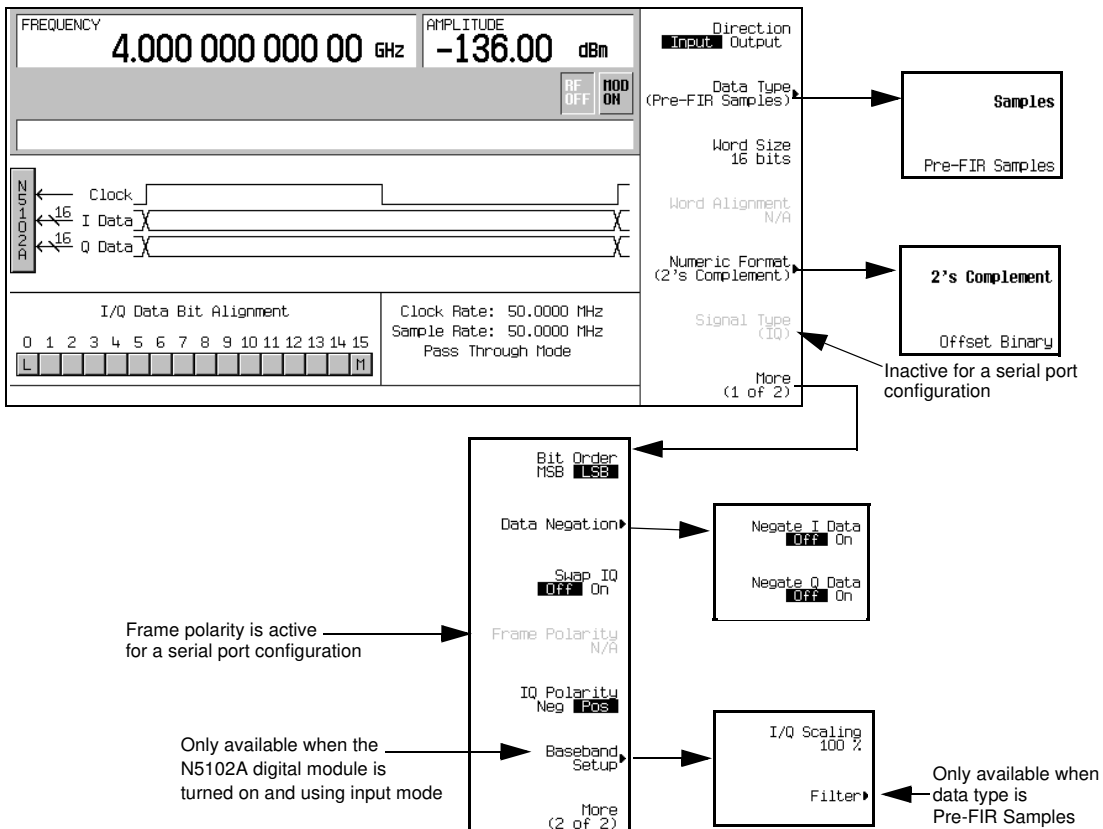 FREQUENCY
4.000 000 000 00 GHz
AMPLITUDE
-136.00 dBm
RF OFF
MOD ON
N5102A
Clock
16 I Data
16 Q Data
I/Q Data Bit Alignment
0 1 2 3 4 5 6 7 8 9 10 11 12 13 14 15
L M
Clock Rate: 50.0000 MHz
Sample Rate: 50.0000 MHz
Pass Through Mode
Direction
Input Output
Data Type
(Pre-FIR Samples)
Word Size
16 bits
Word Alignment
N/A
Numeric Format
(2's Complement)
Signal Type
(IQ)
More
(1 of 2)
Samples
Pre-FIR Samples
2's Complement
Offset Binary
Inactive for a serial port
configuration
Bit Order
MSB LSB
Data Negation
Swap IQ
Off On
Frame Polarity
N/A
IQ Polarity
Neg Pos
Baseband
Setup
More
(2 of 2)
Negate I Data
Off On
Negate Q Data
Off On
Frame polarity is active
for a serial port configuration
Only available when the
N5102A digital module is
turned on and using input mode
I/Q Scaling
100 %
Filter
Only available when
data type is
Pre-FIR Samples